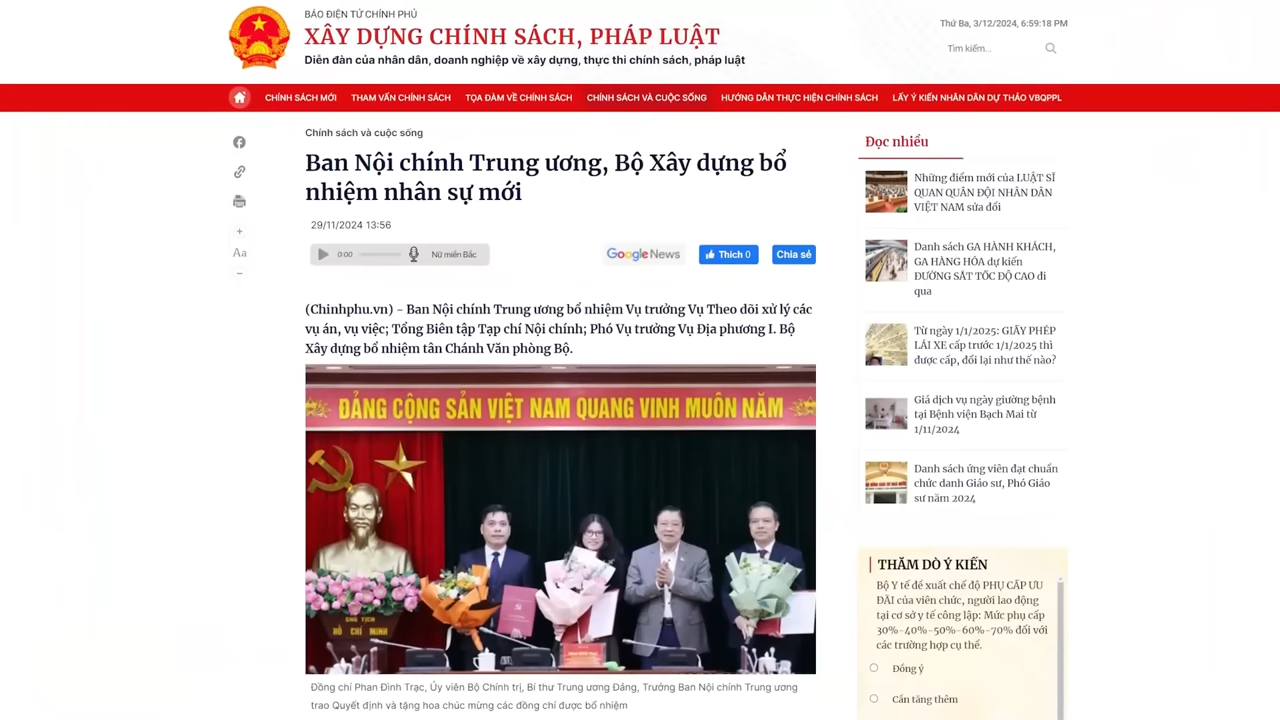 BÁO ĐIỆN TỬ CHÍNH PHỦ
XÂY DỰNG CHÍNH SÁCH, PHÁP LUẬT
Diễn đàn của nhân dân, doanh nghiệp về xây dựng, thực thi chính sách, pháp luật
Thứ Ba, 3/12/2024, 6:59:18 PM
Tìm kiếm...
CHÍNH SÁCH MỚI THAM VẤN CHÍNH SÁCH TỌA ĐÀM VỀ CHÍNH SÁCH CHÍNH SÁCH VÀ CUỘC SỐNG HƯỚNG DẪN THỰC HIỆN CHÍNH SÁCH LẤY Ý KIẾN NHÂN DÂN DỰ THẢO VBQPPL
Chính sách và cuộc sống
Ban Nội chính Trung ương, Bộ Xây dựng bổ
nhiệm nhân sự mới
29/11/2024 13:56
0:00 Nữ miền Bắc
Google News
Thích 0
Chia sẻ
+
Aa
−
(Chinhphu.vn) - Ban Nội chính Trung ương bổ nhiệm Vụ trưởng Vụ Theo dõi xử lý các
vụ án, vụ việc; Tổng Biên tập Tạp chí Nội chính; Phó Vụ trưởng Vụ Địa phương I. Bộ
Xây dựng bổ nhiệm tân Chánh Văn phòng Bộ.
ĐẢNG CỘNG SẢN VIỆT NAM QUANG VINH MUÔN NĂM
CHỦ TỊCH
HỒ CHÍ MINH
Đồng chí Phan Đình Trạc, Ủy viên Bộ Chính trị, Bí thư Trung ương Đảng, Trưởng Ban Nội chính Trung ương
trao Quyết định và tặng hoa chúc mừng các đồng chí được bổ nhiệm
Đọc nhiều
Những điểm mới của LUẬT SĨ
QUAN QUÂN ĐỘI NHÂN DÂN
VIỆT NAM sửa đổi
Danh sách GA HÀNH KHÁCH,
GA HÀNG HÓA dự kiến
ĐƯỜNG SẮT TỐC ĐỘ CAO đi
qua
Từ ngày 1/1/2025: GIẤY PHÉP
LÁI XE cấp trước 1/1/2025 thì
được cấp, đổi lại như thế nào?
Giá dịch vụ ngày giường bệnh
tại Bệnh viện Bạch Mai từ
1/11/2024
Danh sách ứng viên đạt chuẩn
chức danh Giáo sư, Phó Giáo
sư năm 2024
THĂM DÒ Ý KIẾN
Bộ Y tế đề xuất chế độ PHỤ CẤP ƯU
ĐÃI của viên chức, người lao động
tại cơ sở y tế công lập: Mức phụ cấp
30%-40%-50%-60%-70% đối với
các trường hợp cụ thể.
Đồng ý
Cần tăng thêm